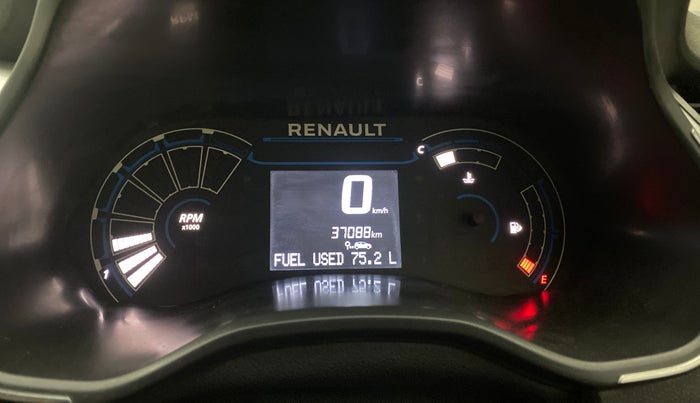 RENAULT
C
0 km/h
RPM
x1000
37088km
FUEL USED 75.2 L
1
E